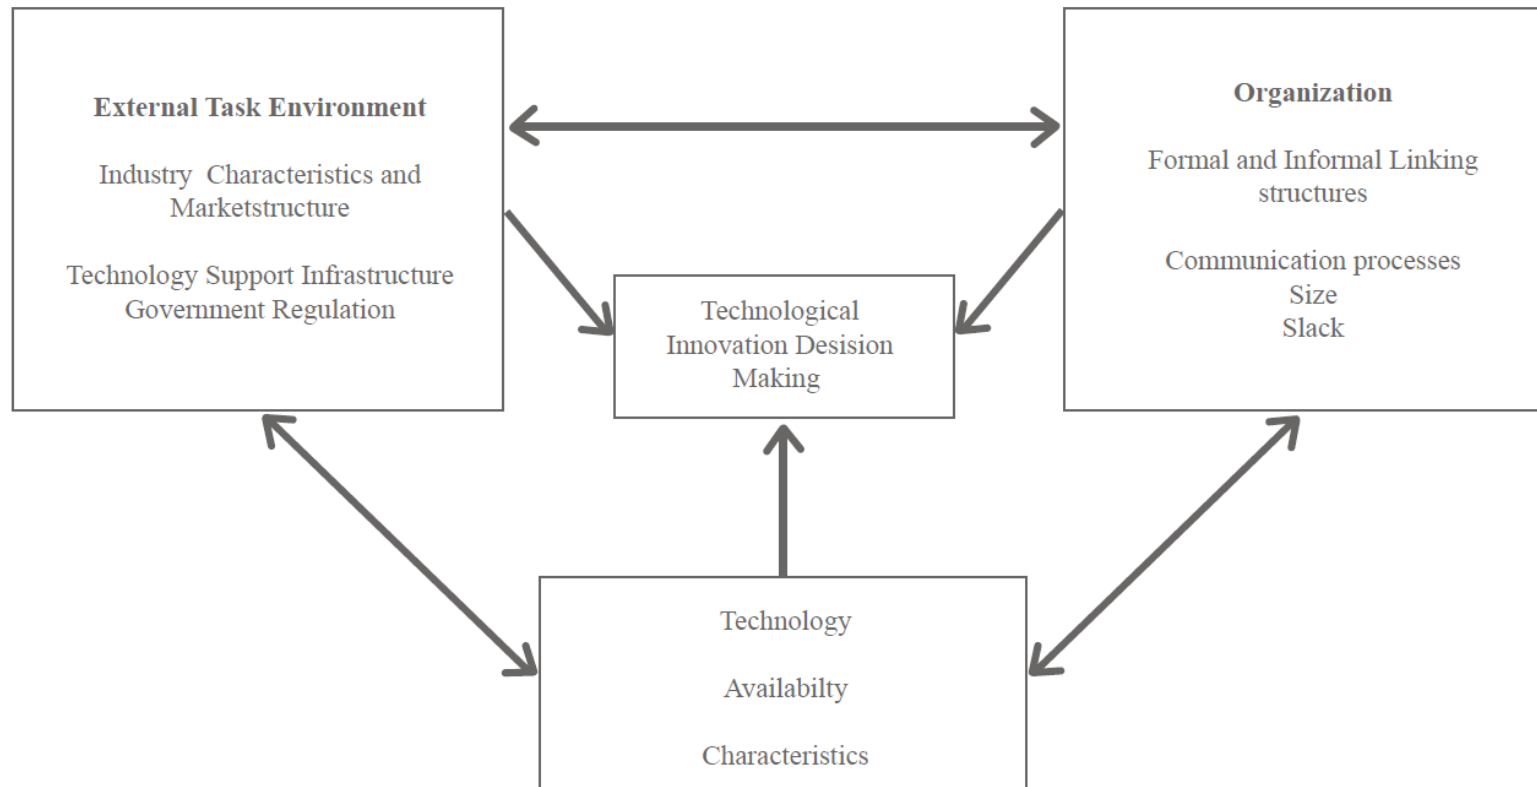 External Task Environment
Industry Characteristics and
Marketstructure
Technology Support Infrastructure
Government Regulation
Organization
Formal and Informal Linking
structures
Communication processes
Size
Slack
Technological
Innovation Desision
Making
Technology
Availabilty
Characteristics